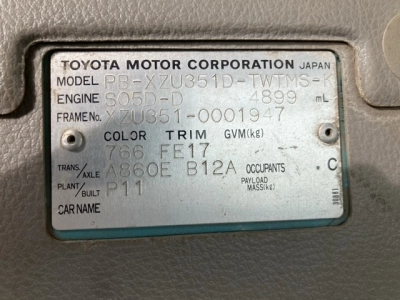 TOYOTA MOTOR CORPORATION JAPAN
MODEL PB-XZU351D-TWTMS-K
ENGINE S05D-D 4899 mL
FRAME No. XZU351-0001947
COLOR TRIM GVM(kg)
766 FE17
TRANS/AXLE A860E B12A OCCUPANTS C
PLANT/BUILT P11 PAYLOAD MASS(kg)
CAR NAME